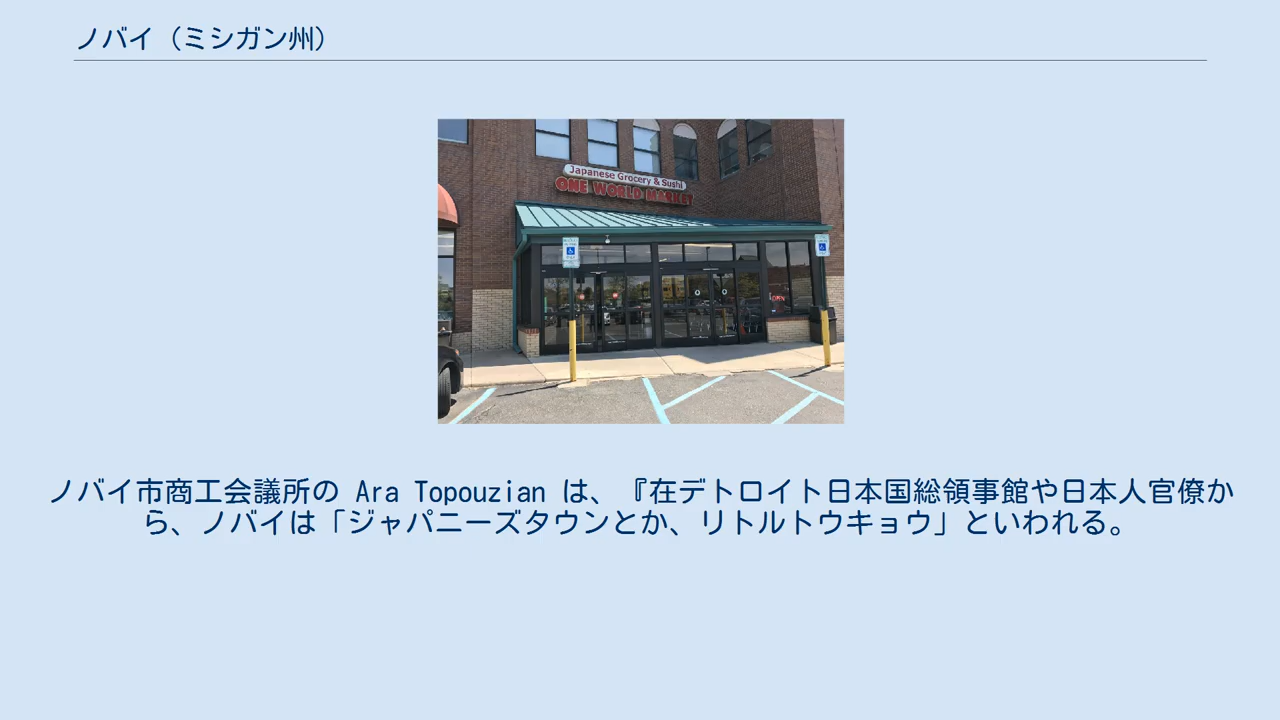 ノバイ（ミシガン州）
Japanese Grocery & Sushi
ONE WORLD MARKET
OPEN
ノバイ市商工会議所の Ara Topouzian は、『在デトロイト日本国総領事館や日本人官僚か
ら、ノバイは「ジャパニーズタウンとか、リトルトウキョウ」といわれる。